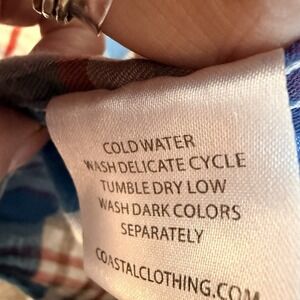 COLD WATER
WASH DELICATE CYCLE
TUMBLE DRY LOW
WASH DARK COLORS
SEPARATELY
COASTALCLOTHING.COM